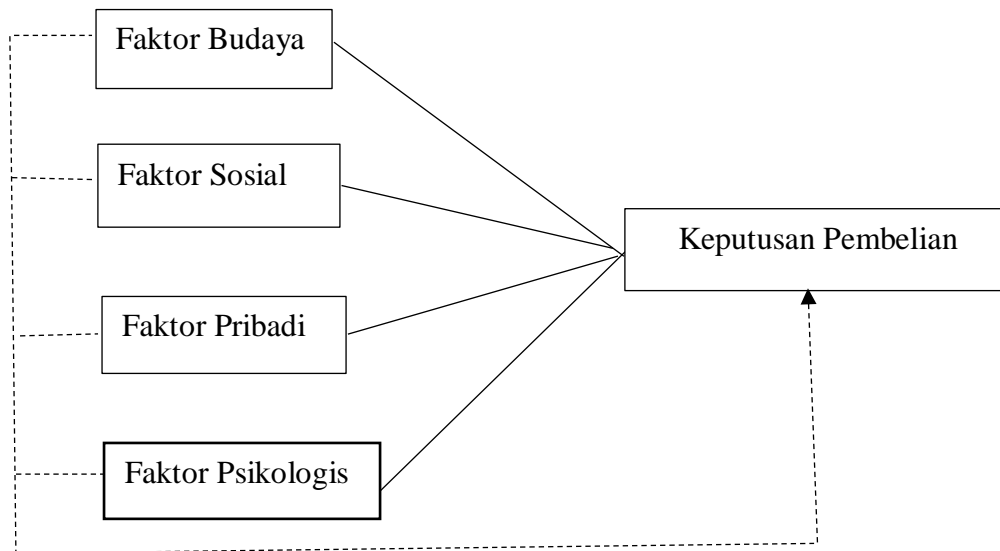 Faktor Budaya
Faktor Sosial
Keputusan Pembelian
Faktor Pribadi
Faktor Psikologis